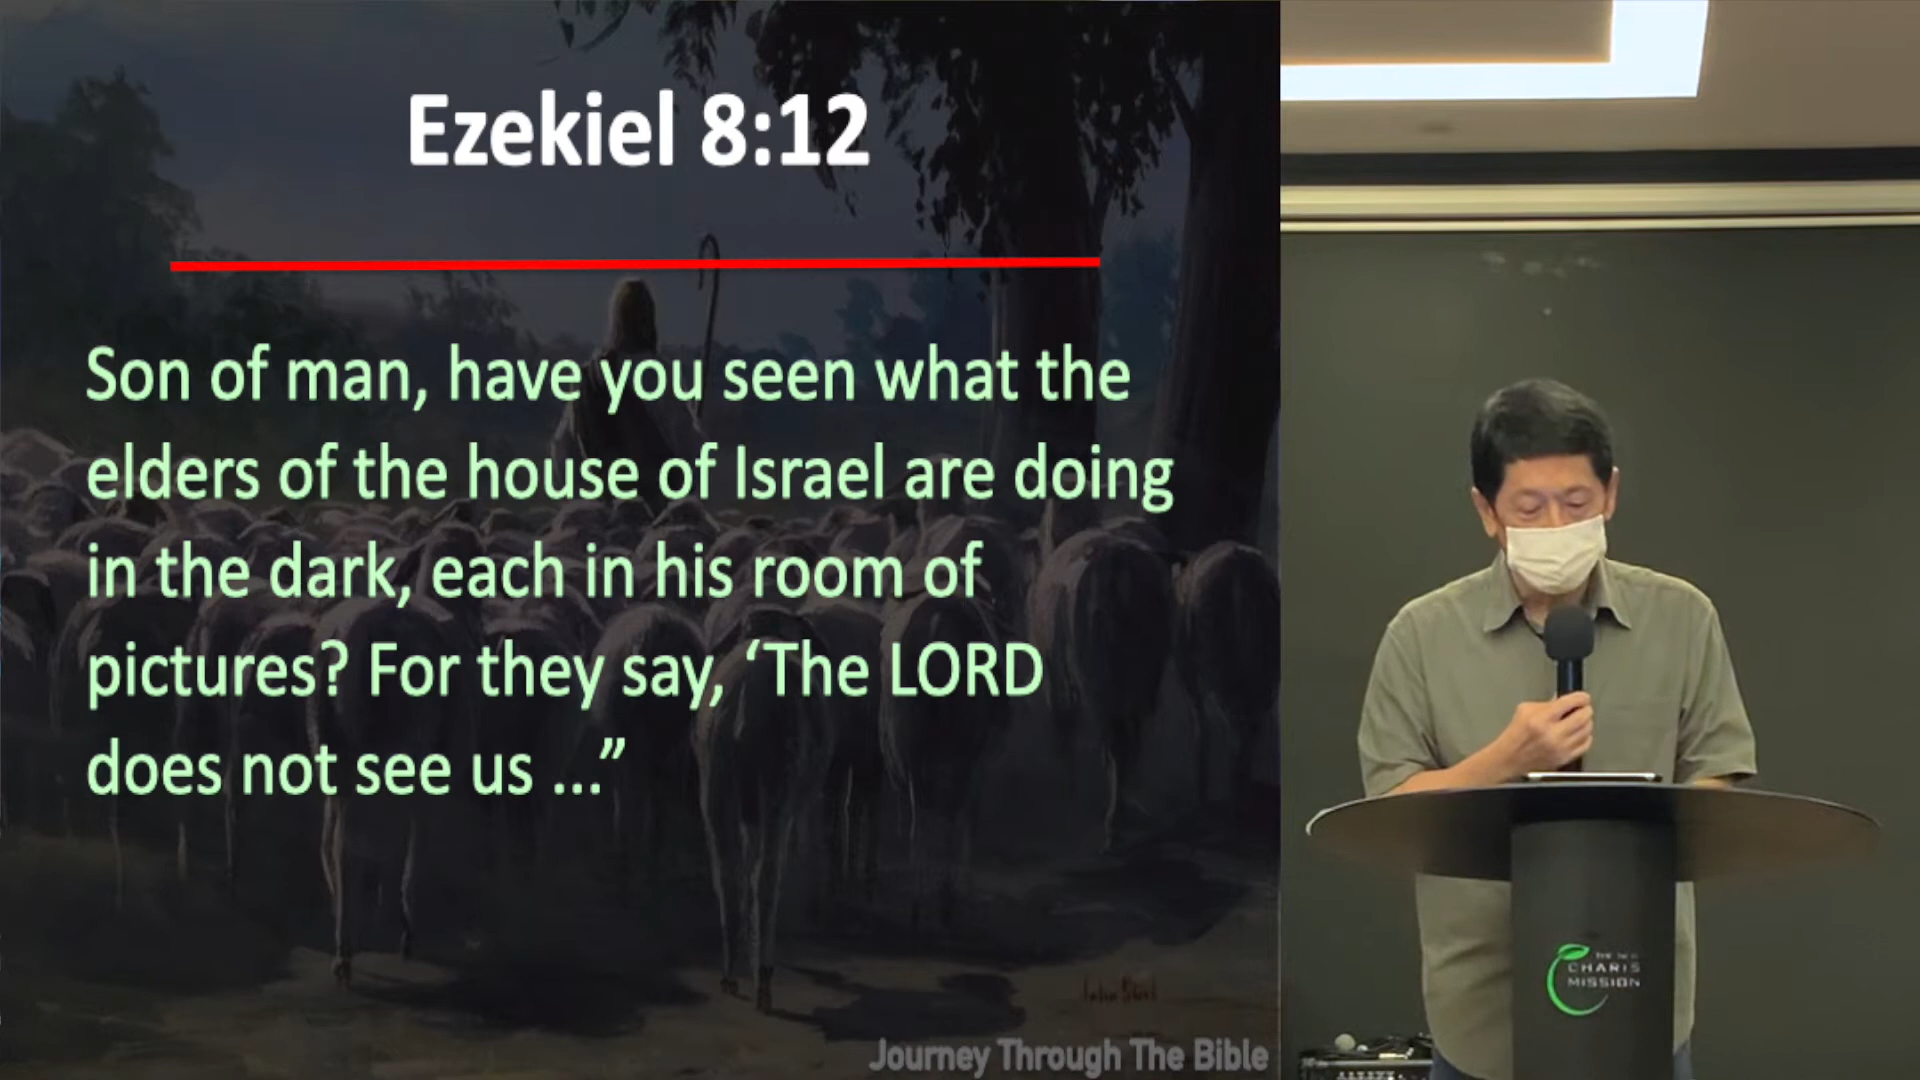 Ezekiel 8:12
Son of man, have you seen what the
elders of the house of Israel are doing
in the dark, each in his room of
pictures? For they say, ‘The LORD
does not see us ...”
Journey Through The Bible
CHARIS
MISSION